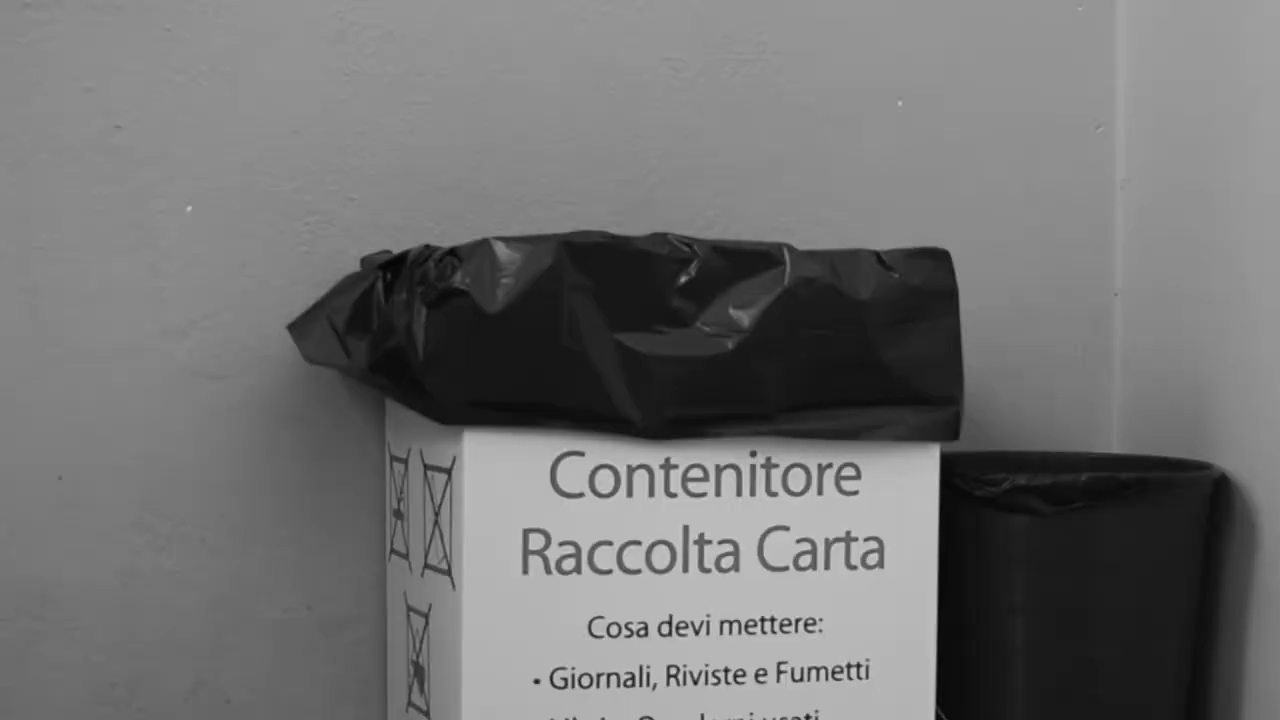 Contenitore
Raccolta Carta
Cosa devi mettere:
• Giornali, Riviste e Fumetti